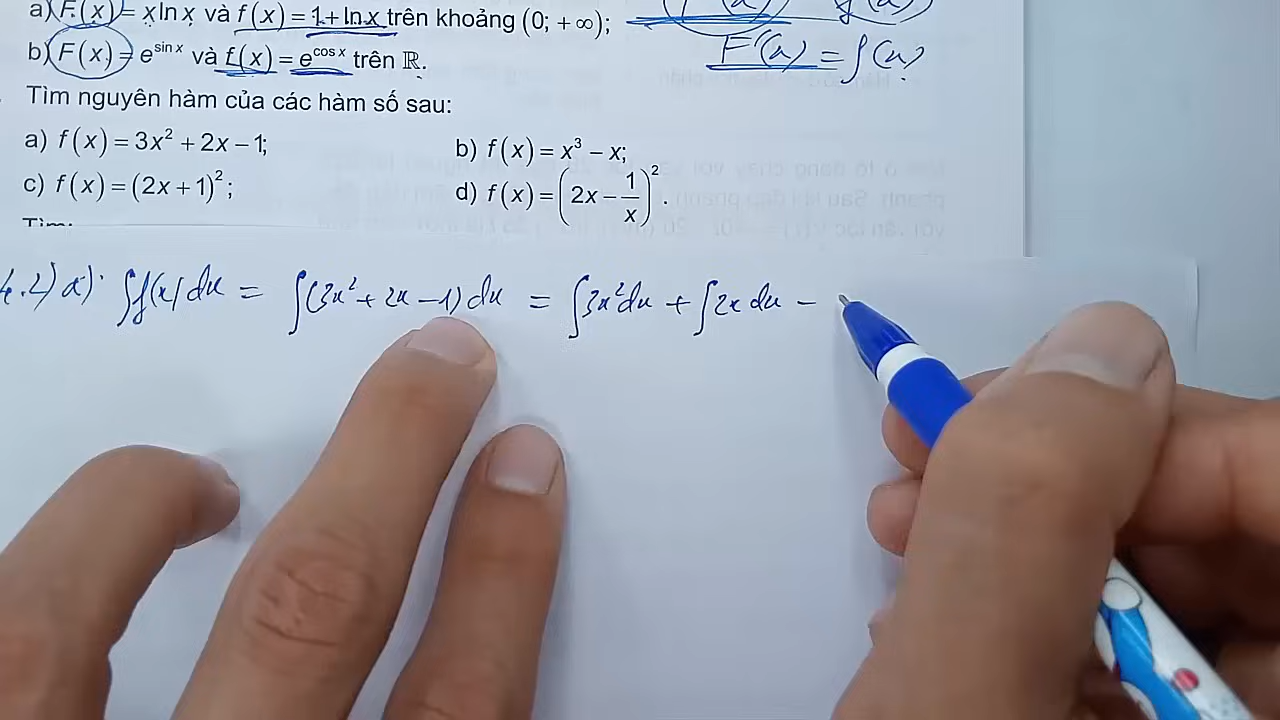 a) F(x) = x ln x và f(x) = 1 + ln x trên khoảng (0; +∞);
b) F(x) = e^{sin x} và f(x) = e^{cos x} trên ℝ.
F'(x) = f(x)
Tìm nguyên hàm của các hàm số sau:
a) f(x) = 3x² + 2x − 1;
b) f(x) = x³ − x;
c) f(x) = (2x + 1)²;
d) f(x) = (2x − 1/x)².
Tìm:
4.2) a): ∫f(x)dx = ∫(3x² + 2x − 1)dx = ∫3x²dx + ∫2x dx −